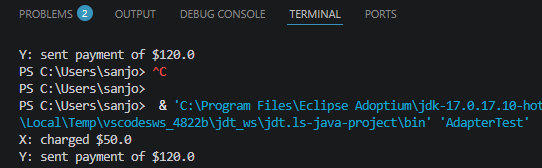 PROBLEMS 2 OUTPUT DEBUG CONSOLE TERMINAL PORTS
Y: sent payment of $120.0
PS C:\Users\sanjo> ^C
PS C:\Users\sanjo>
PS C:\Users\sanjo>  & 'C:\Program Files\Eclipse Adoptium\jdk-17.0.17.10-hot
\Local\Temp\vscodesws_4822b\jdt_ws\jdt.ls-java-project\bin' 'AdapterTest'
X: charged $50.0
Y: sent payment of $120.0